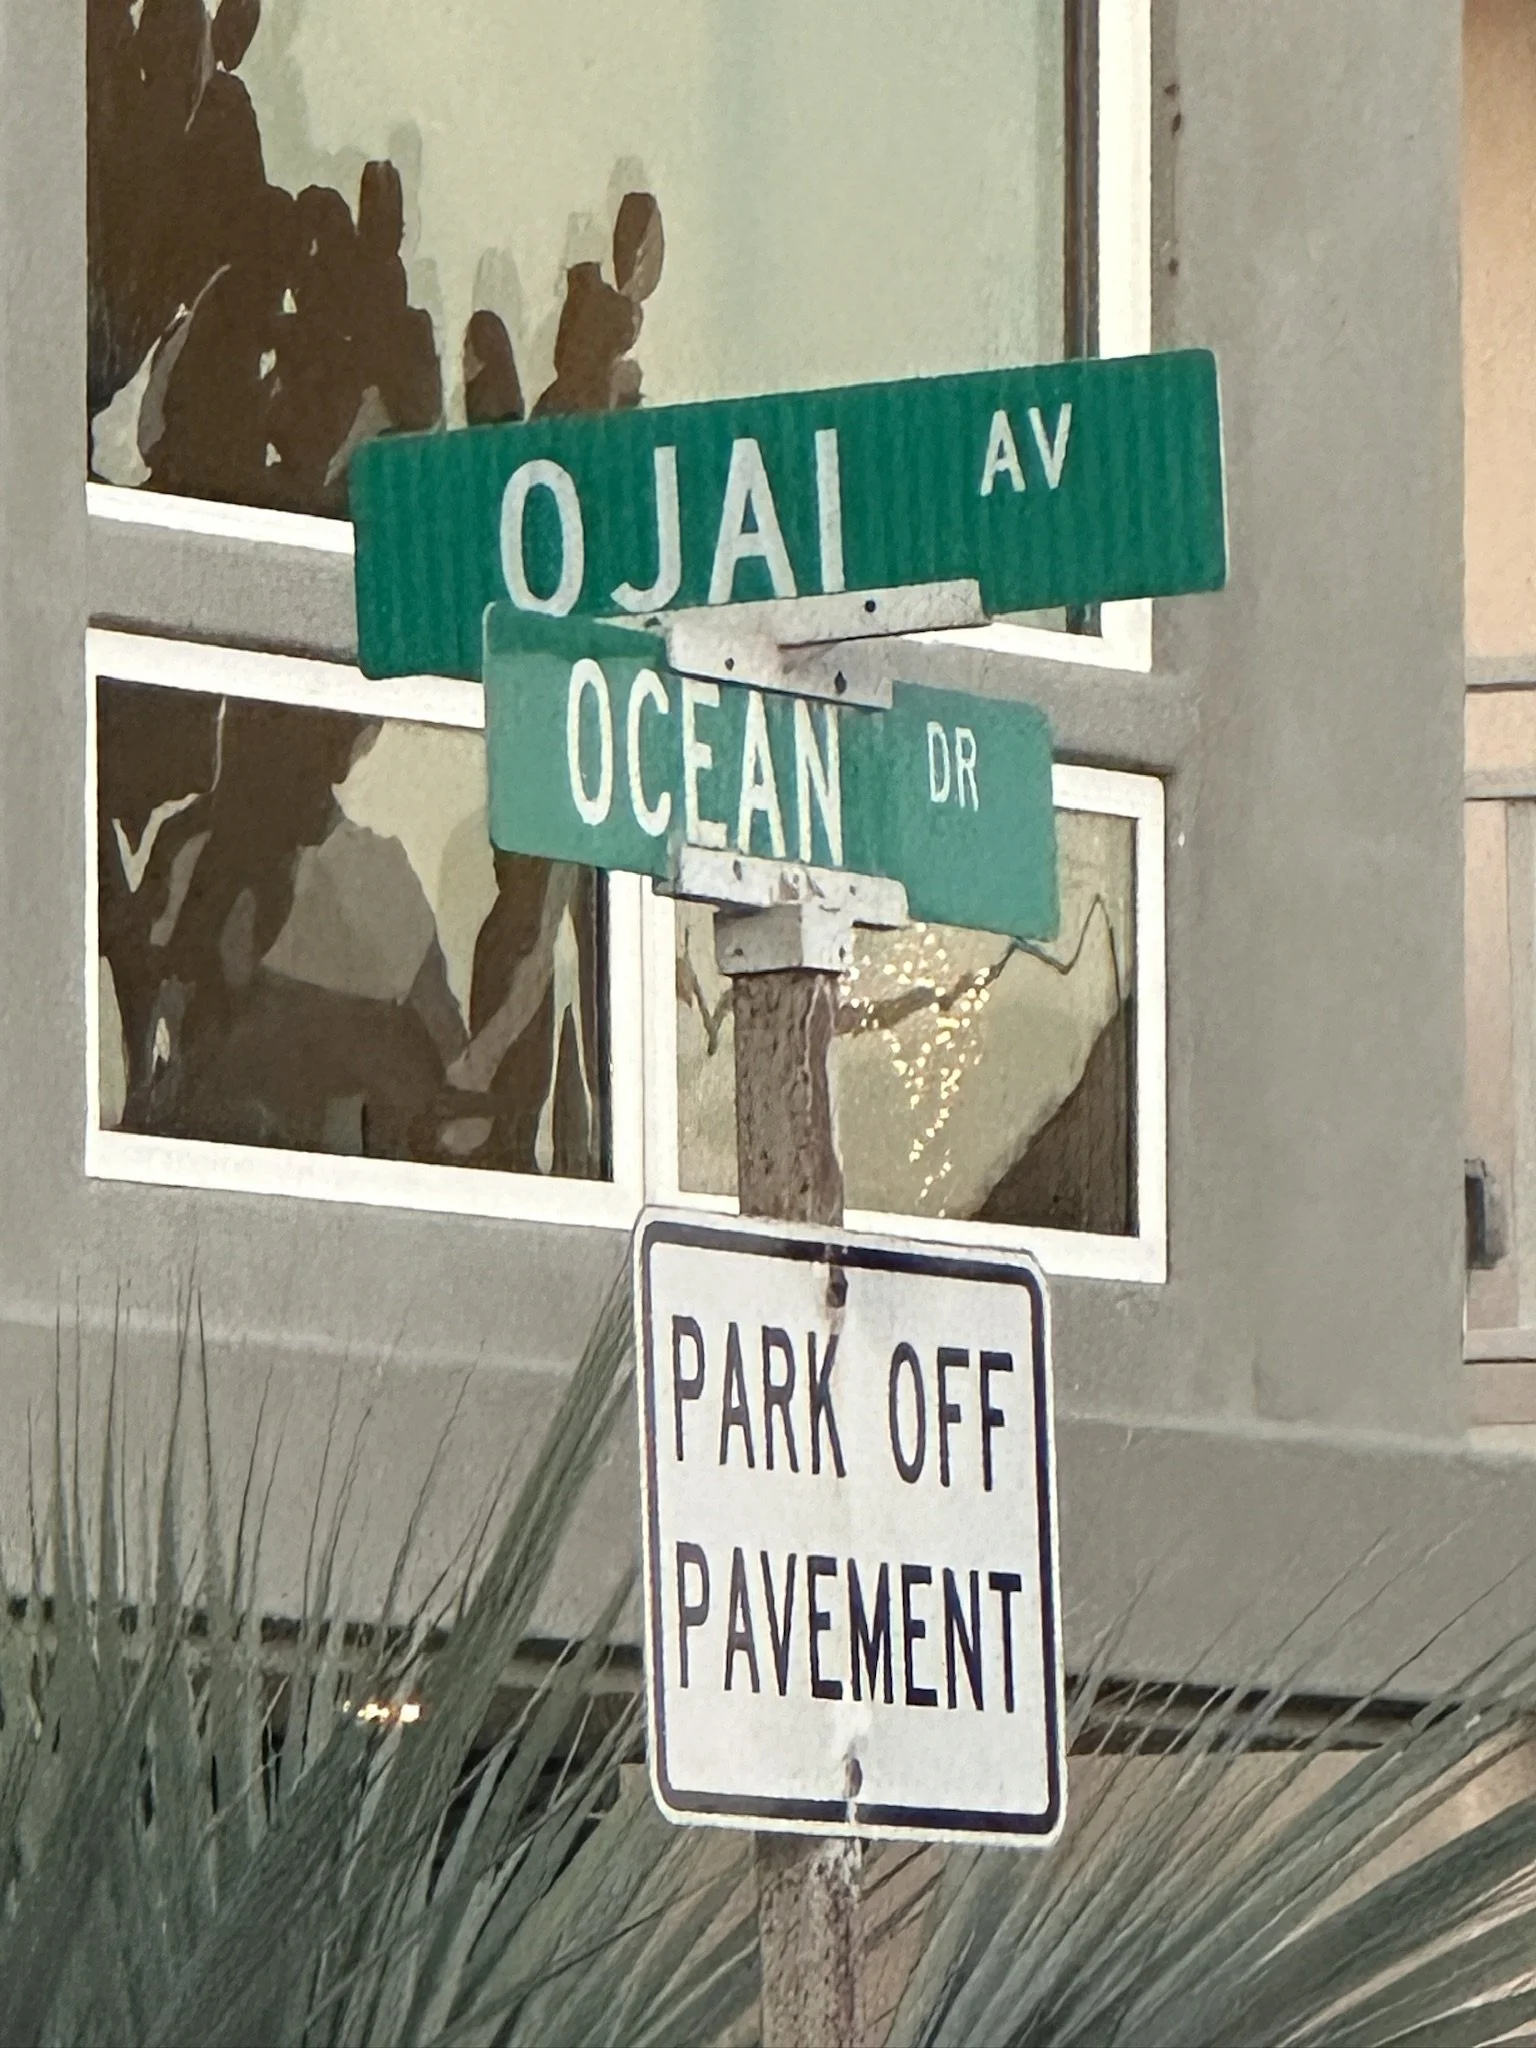 OJAI AV
OCEAN DR
PARK OFF
PAVEMENT